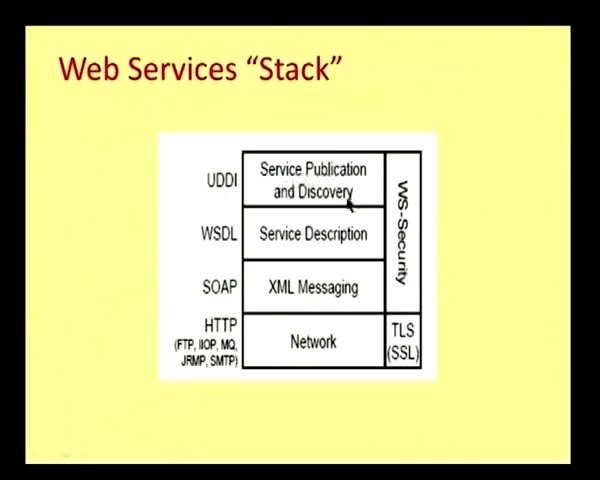 Web Services “Stack”
UDDI
Service Publication
and Discovery
WS-Security
WSDL
Service Description
SOAP
XML Messaging
HTTP
(FTP, IIOP, MQ,
JRMP, SMTP)
Network
TLS
(SSL)